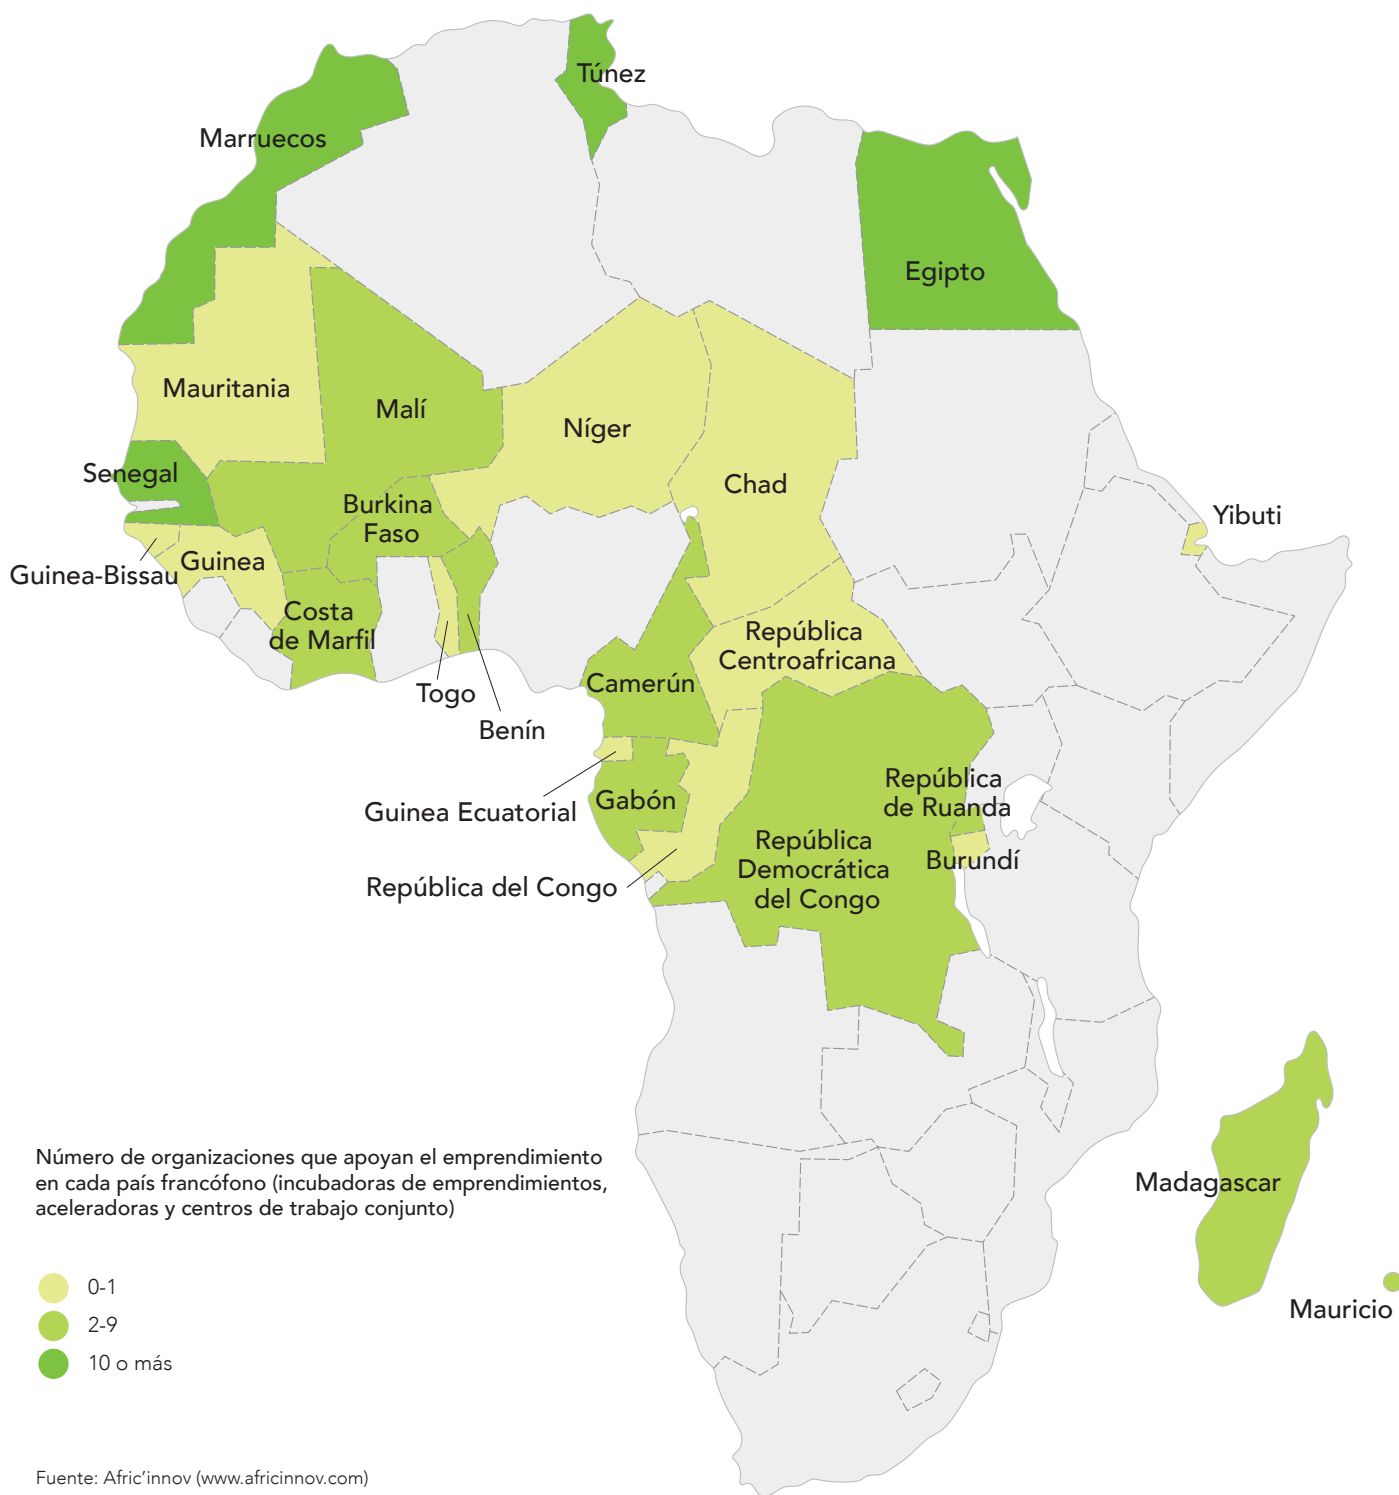 Túnez
Marruecos
Egipto
Mauritania
Malí
Níger
Senegal
Chad
Burkina
Faso
Yibuti
Guinea
Guinea-Bissau
Costa
de Marfil
República
Centroafricana
Togo
Camerún
Benín
República
de Ruanda
Guinea Ecuatorial
Gabón
República
Democrática
del Congo
Burundí
República del Congo
Número de organizaciones que apoyan el emprendimiento
en cada país francófono (incubadoras de emprendimientos,
aceleradoras y centros de trabajo conjunto)
Madagascar
0-1
Mauricio
2-9
10 o más
Fuente: Afric'innov (www.africinnov.com)